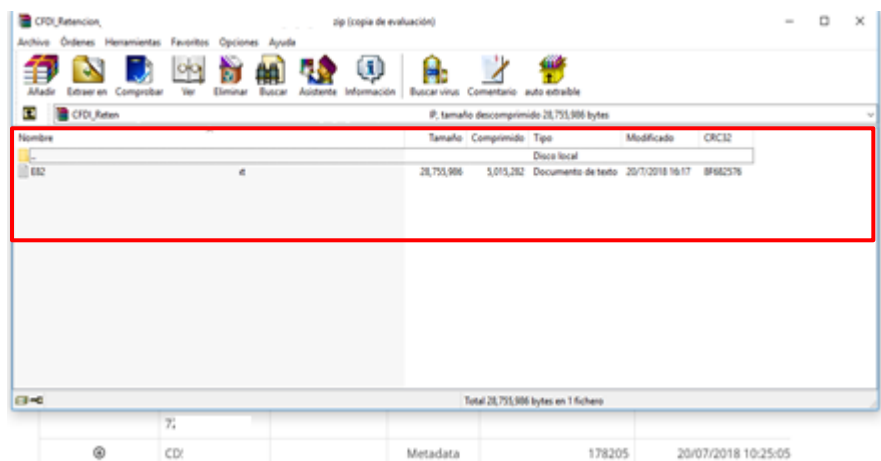 CFDI_Retencion_ zip (copia de evaluación)
Archivo Órdenes Herramientas Favoritos Opciones Ayuda
Añadir Extraer en Comprobar Ver Eliminar Buscar Asistente Información Buscar virus Comentario auto extraíble
CFDI_Reten IP, tamaño descomprimido 28,755,986 bytes
Nombre Tamaño Comprimido Tipo Modificado CRC32
.. Disco local
E82 28,755,986 5,015,282 Documento de texto 20/7/2018 16:17 8F682576
Total 28,755,986 bytes en 1 fichero
CDS Metadata 178205 20/07/2018 10:25:05